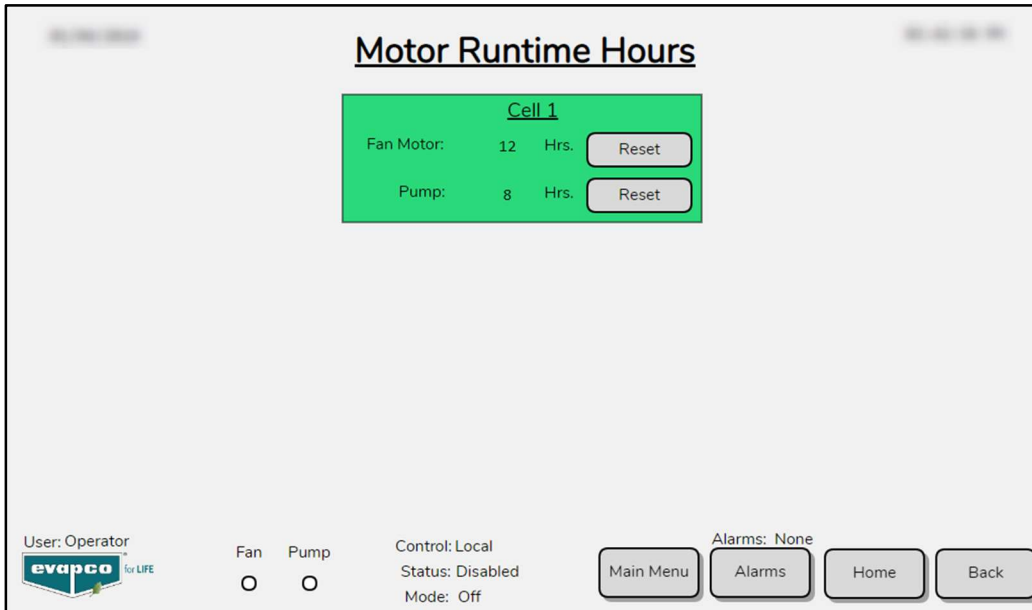 Motor Runtime Hours
Cell 1
Fan Motor: 12 Hrs. Reset
Pump: 8 Hrs. Reset
User: Operator
evapco for LIFE
Fan Pump
O O
Control: Local
Status: Disabled
Mode: Off
Alarms: None
Main Menu Alarms Home Back